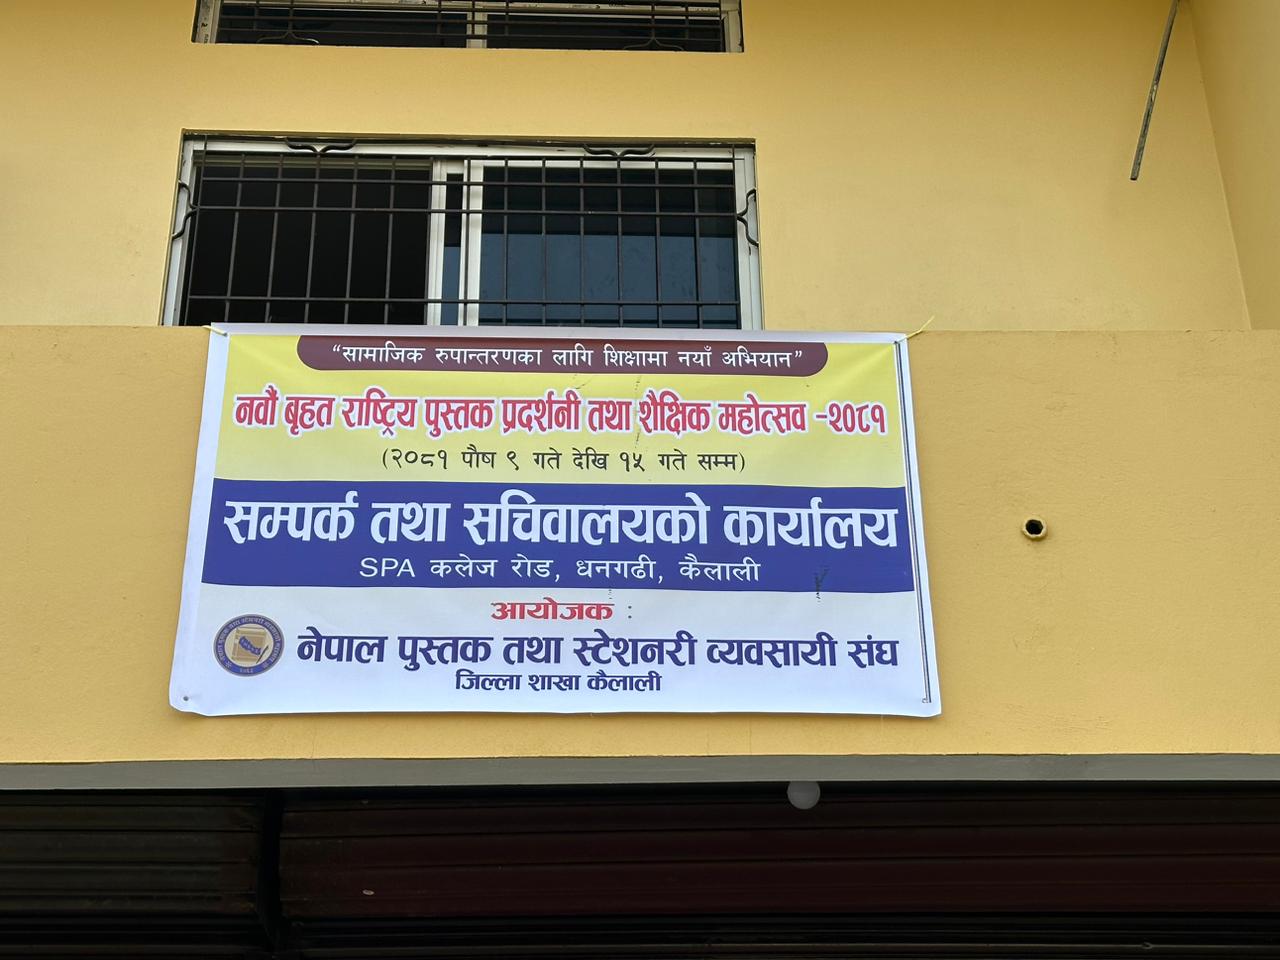 “सामाजिक रुपान्तरणका लागि शिक्षामा नयाँ अभियान”
नवौं बृहत राष्ट्रिय पुस्तक प्रदर्शनी तथा शैक्षिक महोत्सव -२०८१
(२०८१ पौष ९ गते देखि १५ गते सम्म)
सम्पर्क तथा सचिवालयको कार्यालय
SPA कलेज रोड, धनगढी, कैलाली
आयोजक :
नेपाल पुस्तक तथा स्टेशनरी व्यवसायी संघ
जिल्ला शाखा कैलाली